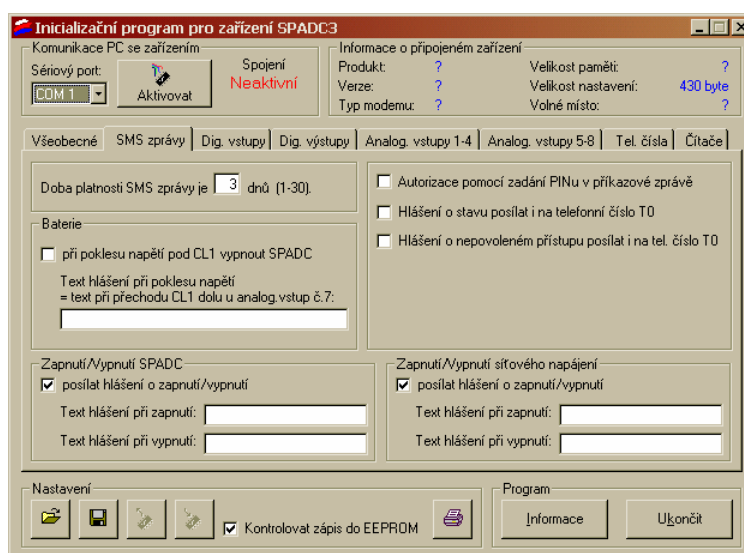 Inicializační program pro zařízení SPADC3
Komunikace PC se zařízením
Sériový port:
COM 1
Aktivovat
Spojení
Neaktivní
Informace o připojeném zařízení
Produkt: ?
Verze: ?
Typ modemu: ?
Velikost paměti: ?
Velikost nastavení: 430 byte
Volné místo: ?
Všeobecné SMS zprávy Dig. vstupy Dig. výstupy Analog. vstupy 1-4 Analog. vstupy 5-8 Tel. čísla Čítače
Doba platnosti SMS zprávy je 3 dnů (1-30).
Baterie
při poklesu napětí pod CL1 vypnout SPADC
Text hlášení při poklesu napětí
= text při přechodu CL1 dolu u analog.vstup č.7:
Autorizace pomocí zadání PINu v příkazové zprávě
Hlášení o stavu posílat i na telefonní číslo T0
Hlášení o nepovoleném přístupu posílat i na tel. číslo T0
Zapnutí/Vypnutí SPADC
posílat hlášení o zapnutí/vypnutí
Text hlášení při zapnutí:
Text hlášení při vypnutí:
Zapnutí/Vypnutí síťového napájení
posílat hlášení o zapnutí/vypnutí
Text hlášení při zapnutí:
Text hlášení při vypnutí:
Nastavení
Kontrolovat zápis do EEPROM
Program
Informace
Ukončit